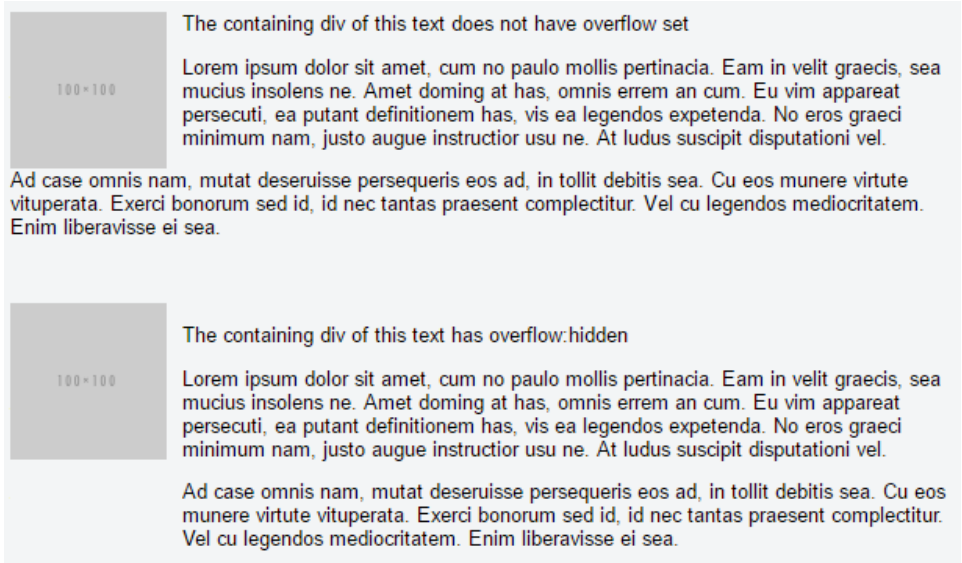 The containing div of this text does not have overflow set
Lorem ipsum dolor sit amet, cum no paulo mollis pertinacia. Eam in velit graecis, sea
mucius insolens ne. Amet doming at has, omnis errem an cum. Eu vim appareat
100×100
persecuti, ea putant definitionem has, vis ea legendos expetenda. No eros graeci
minimum nam, justo augue instructior usu ne. At ludus suscipit disputationi vel.
Ad case omnis nam, mutat deseruisse persequeris eos ad, in tollit debitis sea. Cu eos munere virtute
vituperata. Exerci bonorum sed id, id nec tantas praesent complectitur. Vel cu legendos mediocritatem.
Enim liberavisse ei sea.
The containing div of this text has overflow:hidden
100×100
Lorem ipsum dolor sit amet, cum no paulo mollis pertinacia. Eam in velit graecis, sea
mucius insolens ne. Amet doming at has, omnis errem an cum. Eu vim appareat
persecuti, ea putant definitionem has, vis ea legendos expetenda. No eros graeci
minimum nam, justo augue instructior usu ne. At ludus suscipit disputationi vel.
Ad case omnis nam, mutat deseruisse persequeris eos ad, in tollit debitis sea. Cu eos
munere virtute vituperata. Exerci bonorum sed id, id nec tantas praesent complectitur.
Vel cu legendos mediocritatem. Enim liberavisse ei sea.